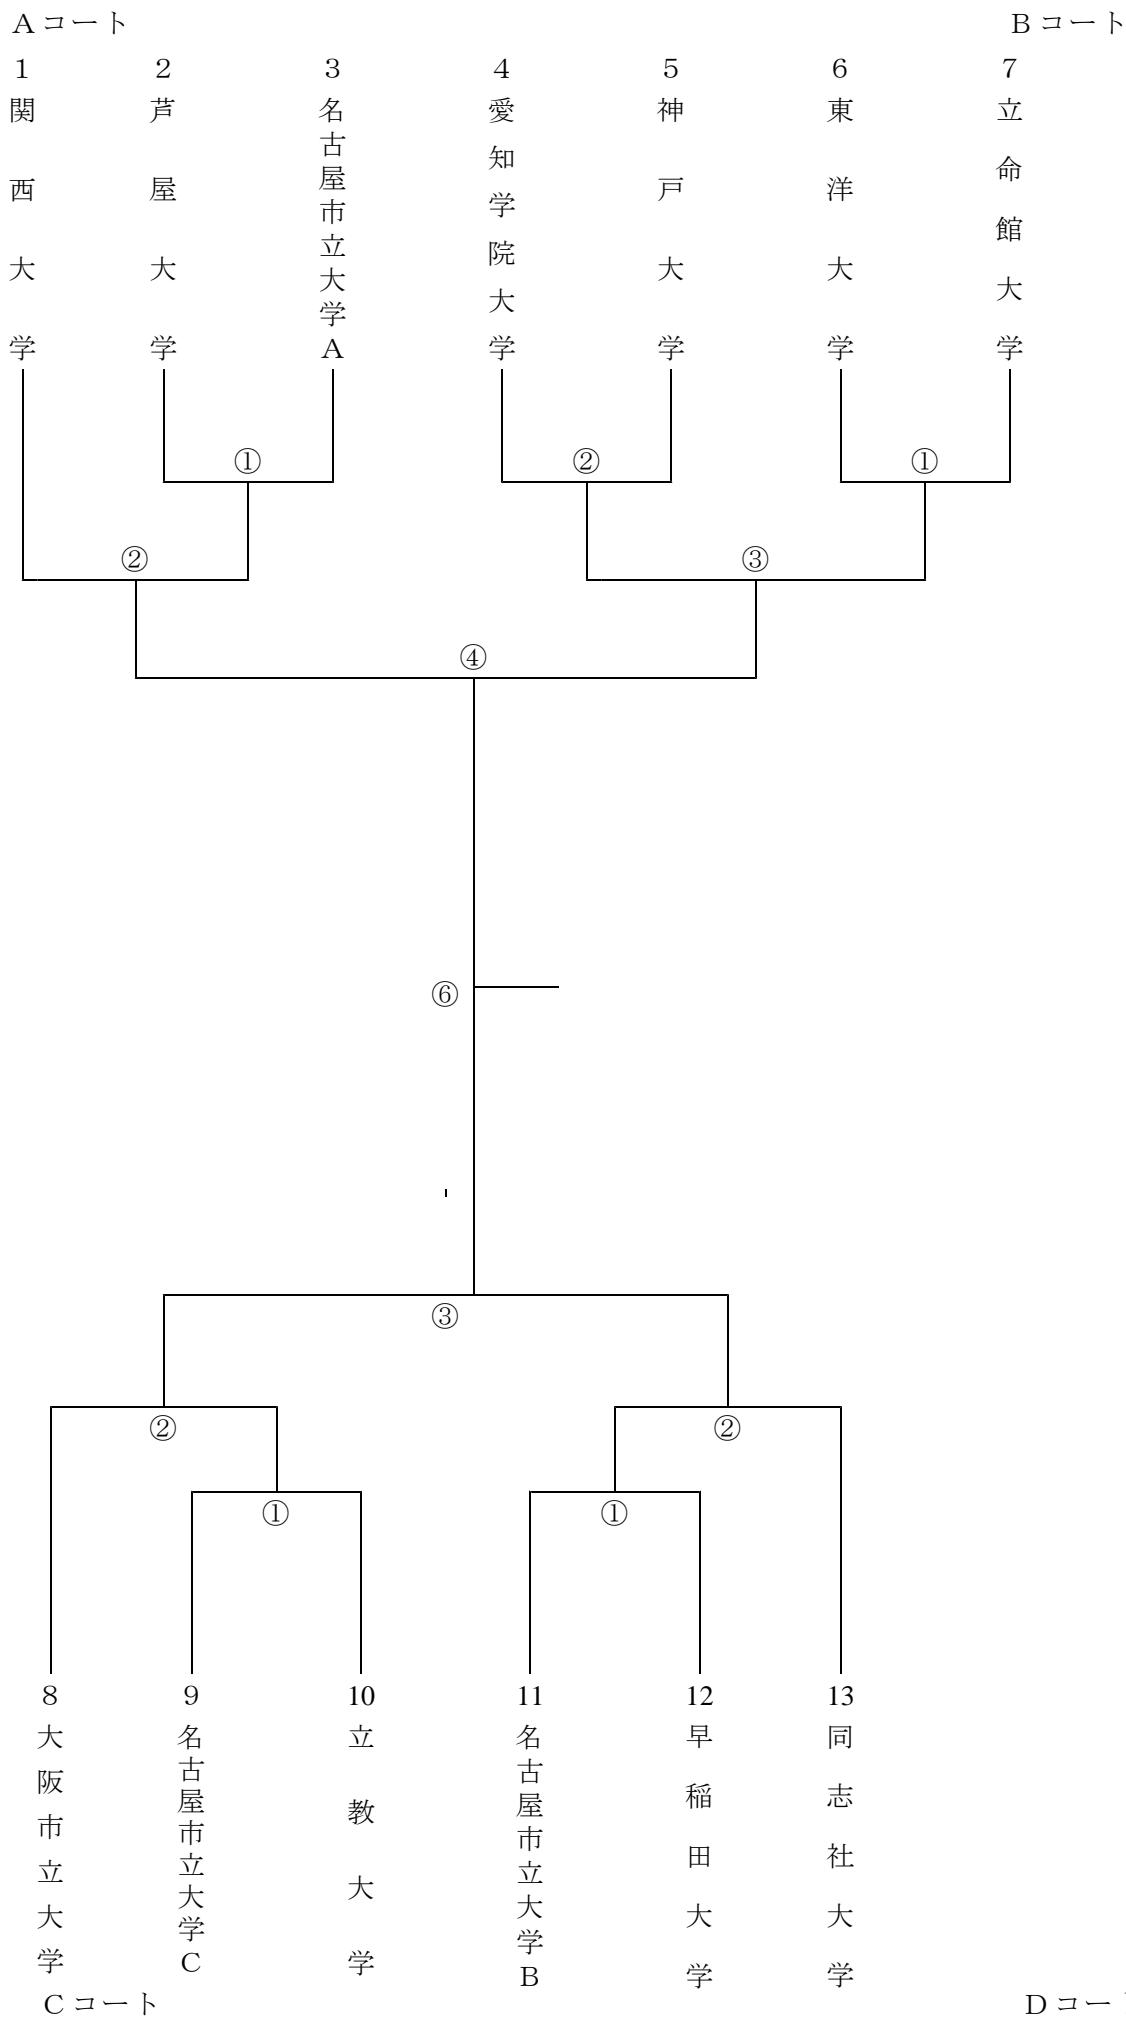 Aコート
Bコート
1 2 3 4 5 6 7
関西大学
芦屋大学
名古屋市立大学A
愛知学院大学
神戸大学
東洋大学
立命館大学
① ② ①
② ③
④
⑥
③
② ②
① ①
8 9 10 11 12 13
大阪市立大学
名古屋市立大学C
立教大学
名古屋市立大学B
早稲田大学
同志社大学
Cコート
Dコート